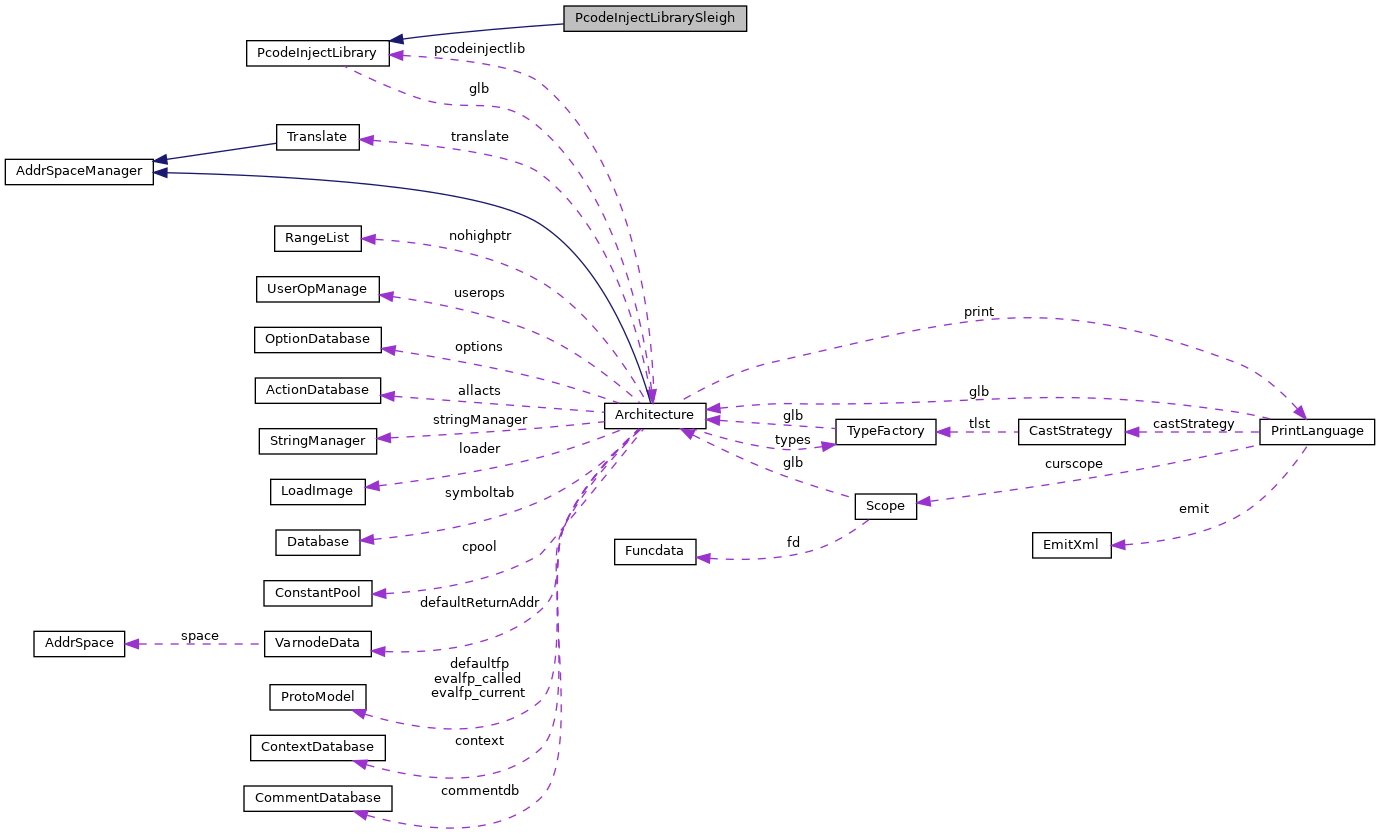 PcodeInjectLibrarySleigh
PcodeInjectLibrary
pcodeinjectlib
glb
Translate
translate
AddrSpaceManager
RangeList
nohighptr
UserOpManage
userops
print
OptionDatabase
options
ActionDatabase
allacts
glb
Architecture
stringManager
glb
TypeFactory
tlst
CastStrategy
castStrategy
PrintLanguage
StringManager
types
loader
glb
curscope
LoadImage
symboltab
Scope
emit
Database
cpool
Funcdata
fd
EmitXml
ConstantPool
defaultReturnAddr
AddrSpace
space
VarnodeData
defaultfp
evalfp_called
evalfp_current
ProtoModel
ContextDatabase
context
CommentDatabase
commentdb